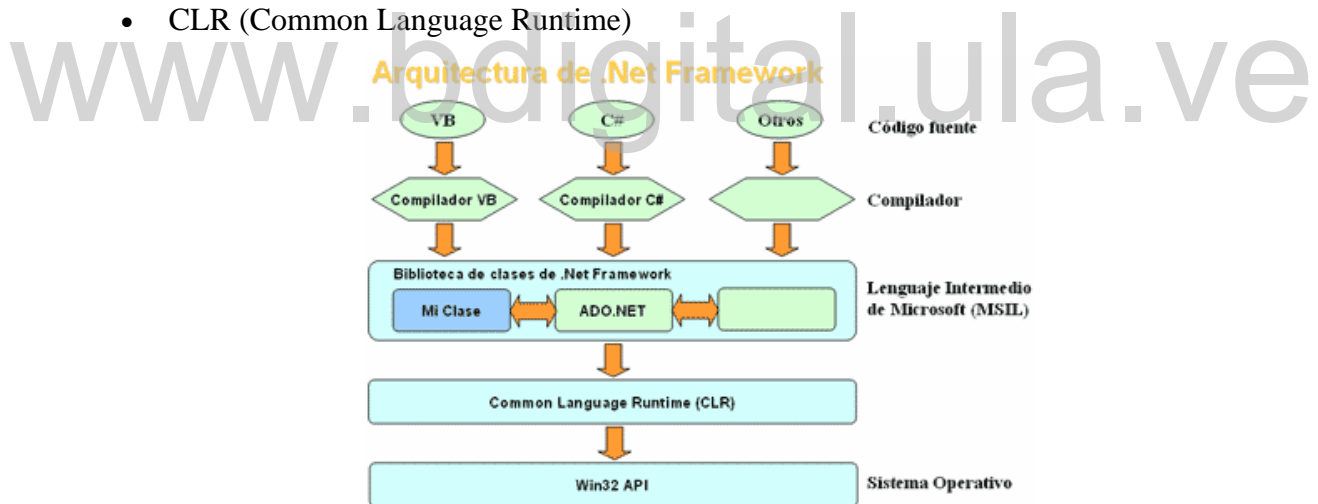 • CLR (Common Language Runtime)
www.bdigital.ula.ve
Arquitectura de .Net Framework
VB
C#
Otros
Código fuente
Compilador VB
Compilador C#
Compilador
Biblioteca de clases de .Net Framework
Mi Clase
ADO.NET
Lenguaje Intermedio
de Microsoft (MSIL)
Common Language Runtime (CLR)
Win32 API
Sistema Operativo